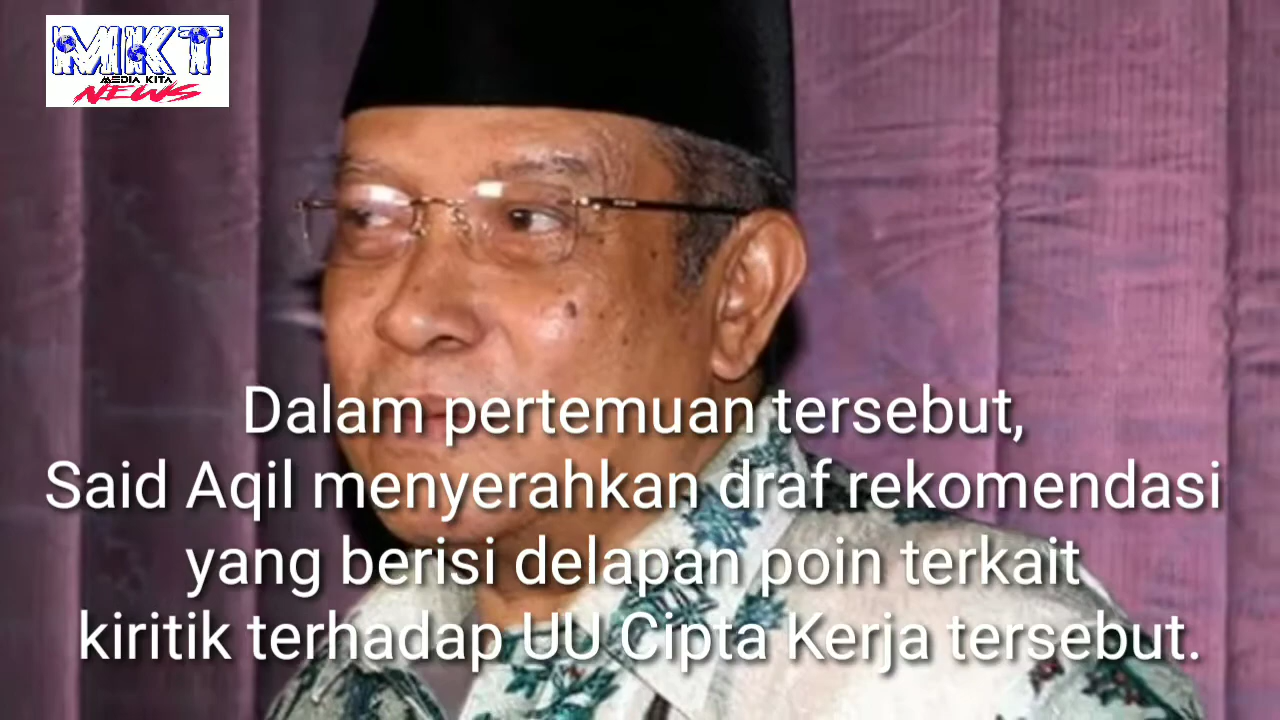 MKT
MEDIA KITA
NEWS
Dalam pertemuan tersebut,
Said Aqil menyerahkan draf rekomendasi
yang berisi delapan poin terkait
kiritik terhadap UU Cipta Kerja tersebut.